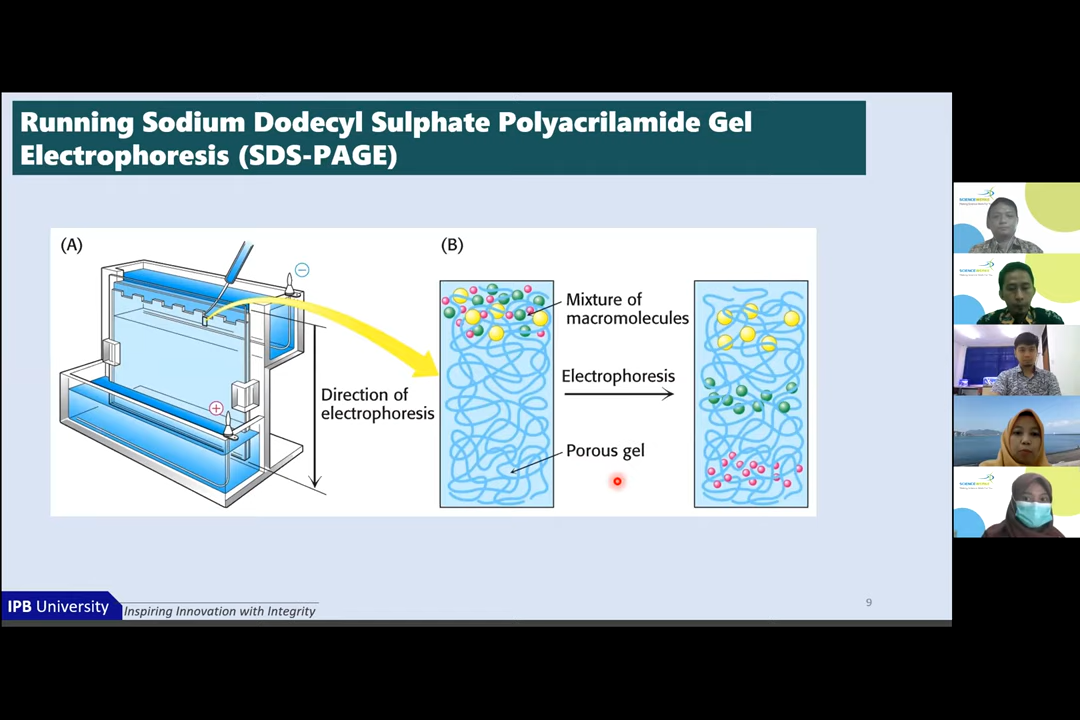 Running Sodium Dodecyl Sulphate Polyacrilamide Gel
Electrophoresis (SDS-PAGE)
(A)
(B)
Mixture of
macromolecules
Electrophoresis
Direction of
electrophoresis
Porous gel
IPB University
Inspiring Innovation with Integrity
9